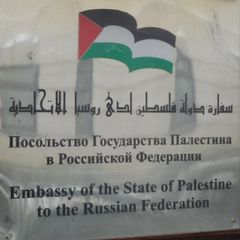 سفارة دولة فلسطين لدى روسيا الاتحادية
Посольство Государства Палестина
в Российской Федерации
Embassy of the State of Palestine
to the Russian Federation